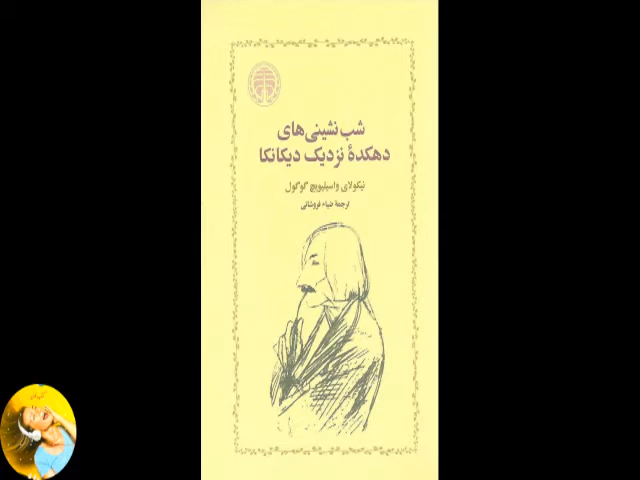 شب نشینی‌های
دهکدهٔ نزدیک دیکانکا
نیکولای واسیلیویچ گوگول
ترجمهٔ ضیاء فروشانی